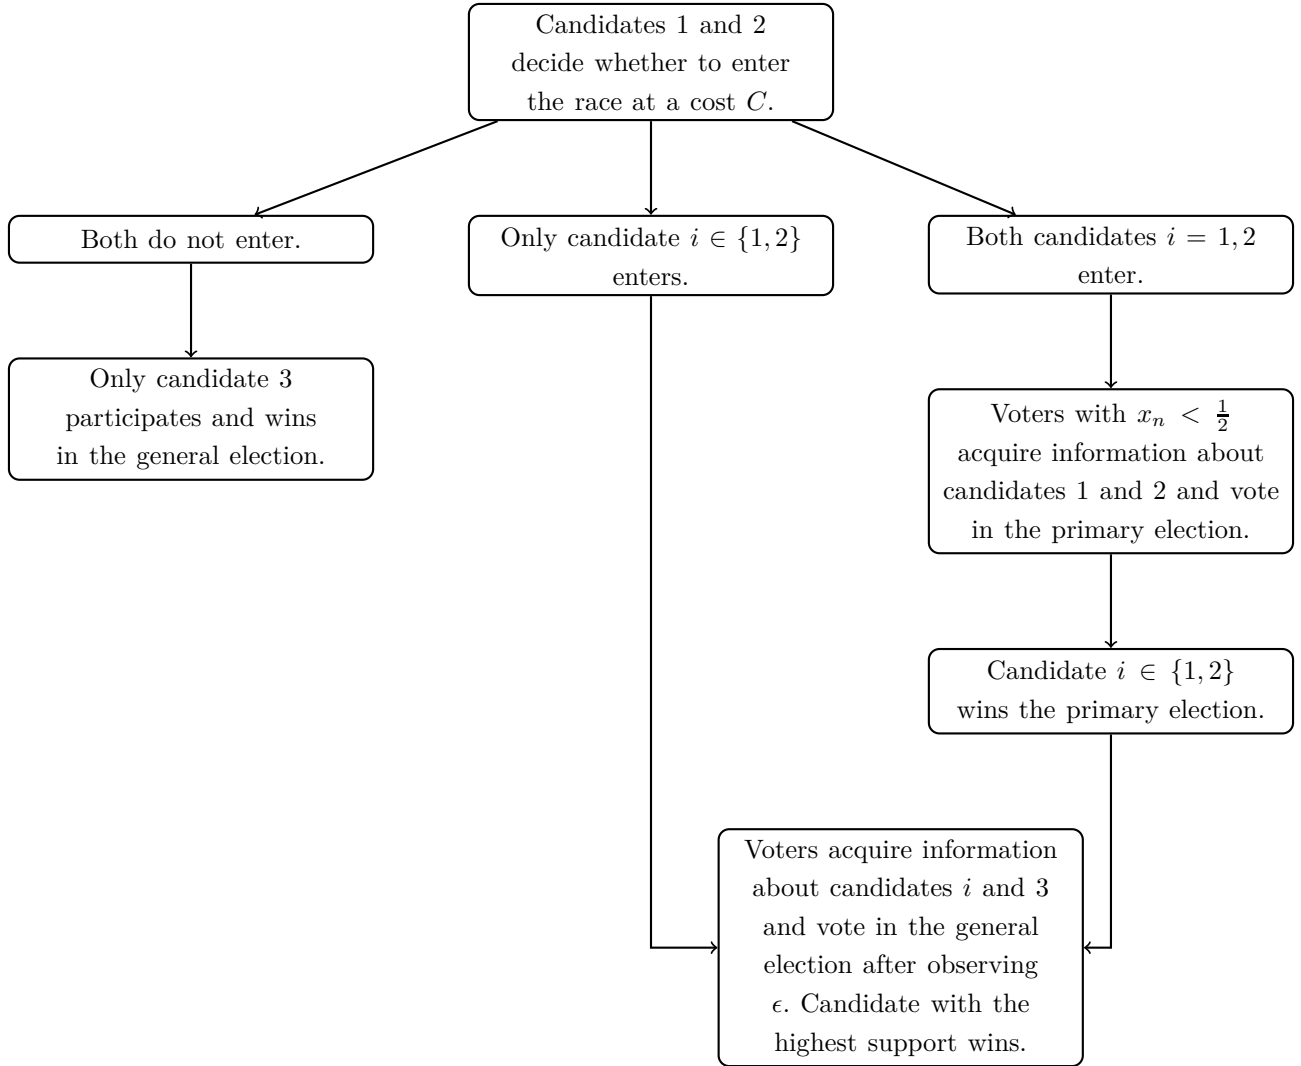 Candidates 1 and 2
decide whether to enter
the race at a cost C.
Both do not enter.
Only candidate i ∈ {1, 2}
enters.
Both candidates i = 1, 2
enter.
Only candidate 3
participates and wins
in the general election.
Voters with xₙ < 1/2
acquire information about
candidates 1 and 2 and vote
in the primary election.
Candidate i ∈ {1, 2}
wins the primary election.
Voters acquire information
about candidates i and 3
and vote in the general
election after observing
ϵ. Candidate with the
highest support wins.